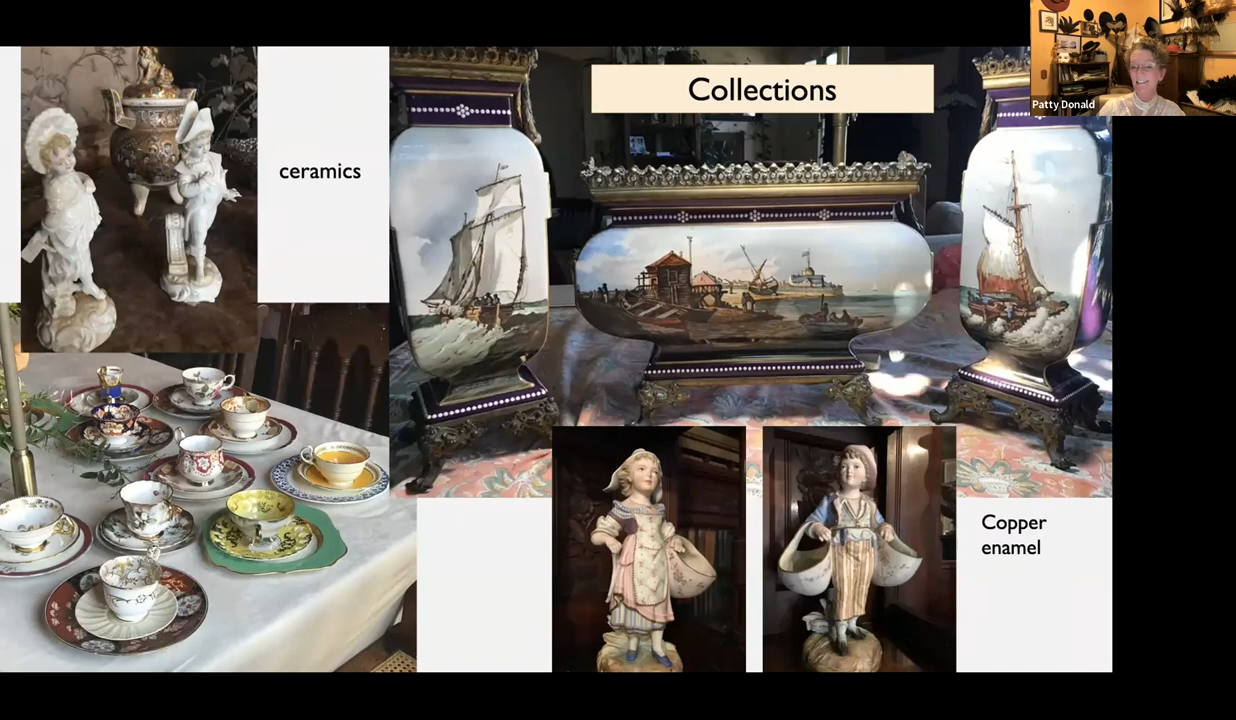 Collections
Patty Donald
ceramics
Copper
enamel